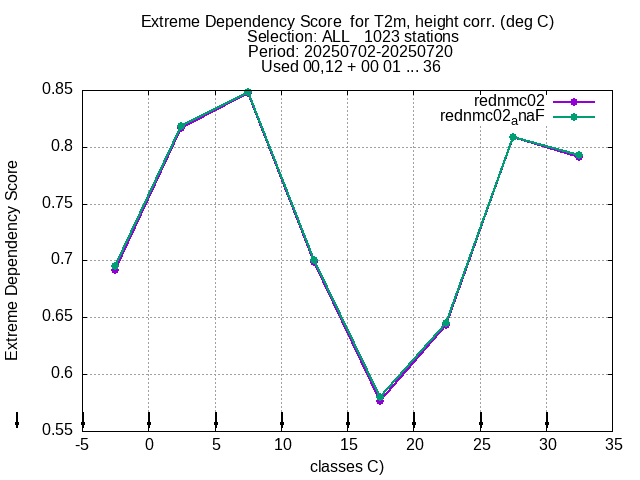 Extreme Dependency Score  for T2m, height corr. (deg C)
Selection: ALL   1023 stations
Period: 20250702-20250720
Used 00,12 + 00 01 ... 36
rednmc02
rednmc02anaF
Extreme Dependency Score
0.85
0.8
0.75
0.7
0.65
0.6
0.55
-5 0 5 10 15 20 25 30 35
classes C)